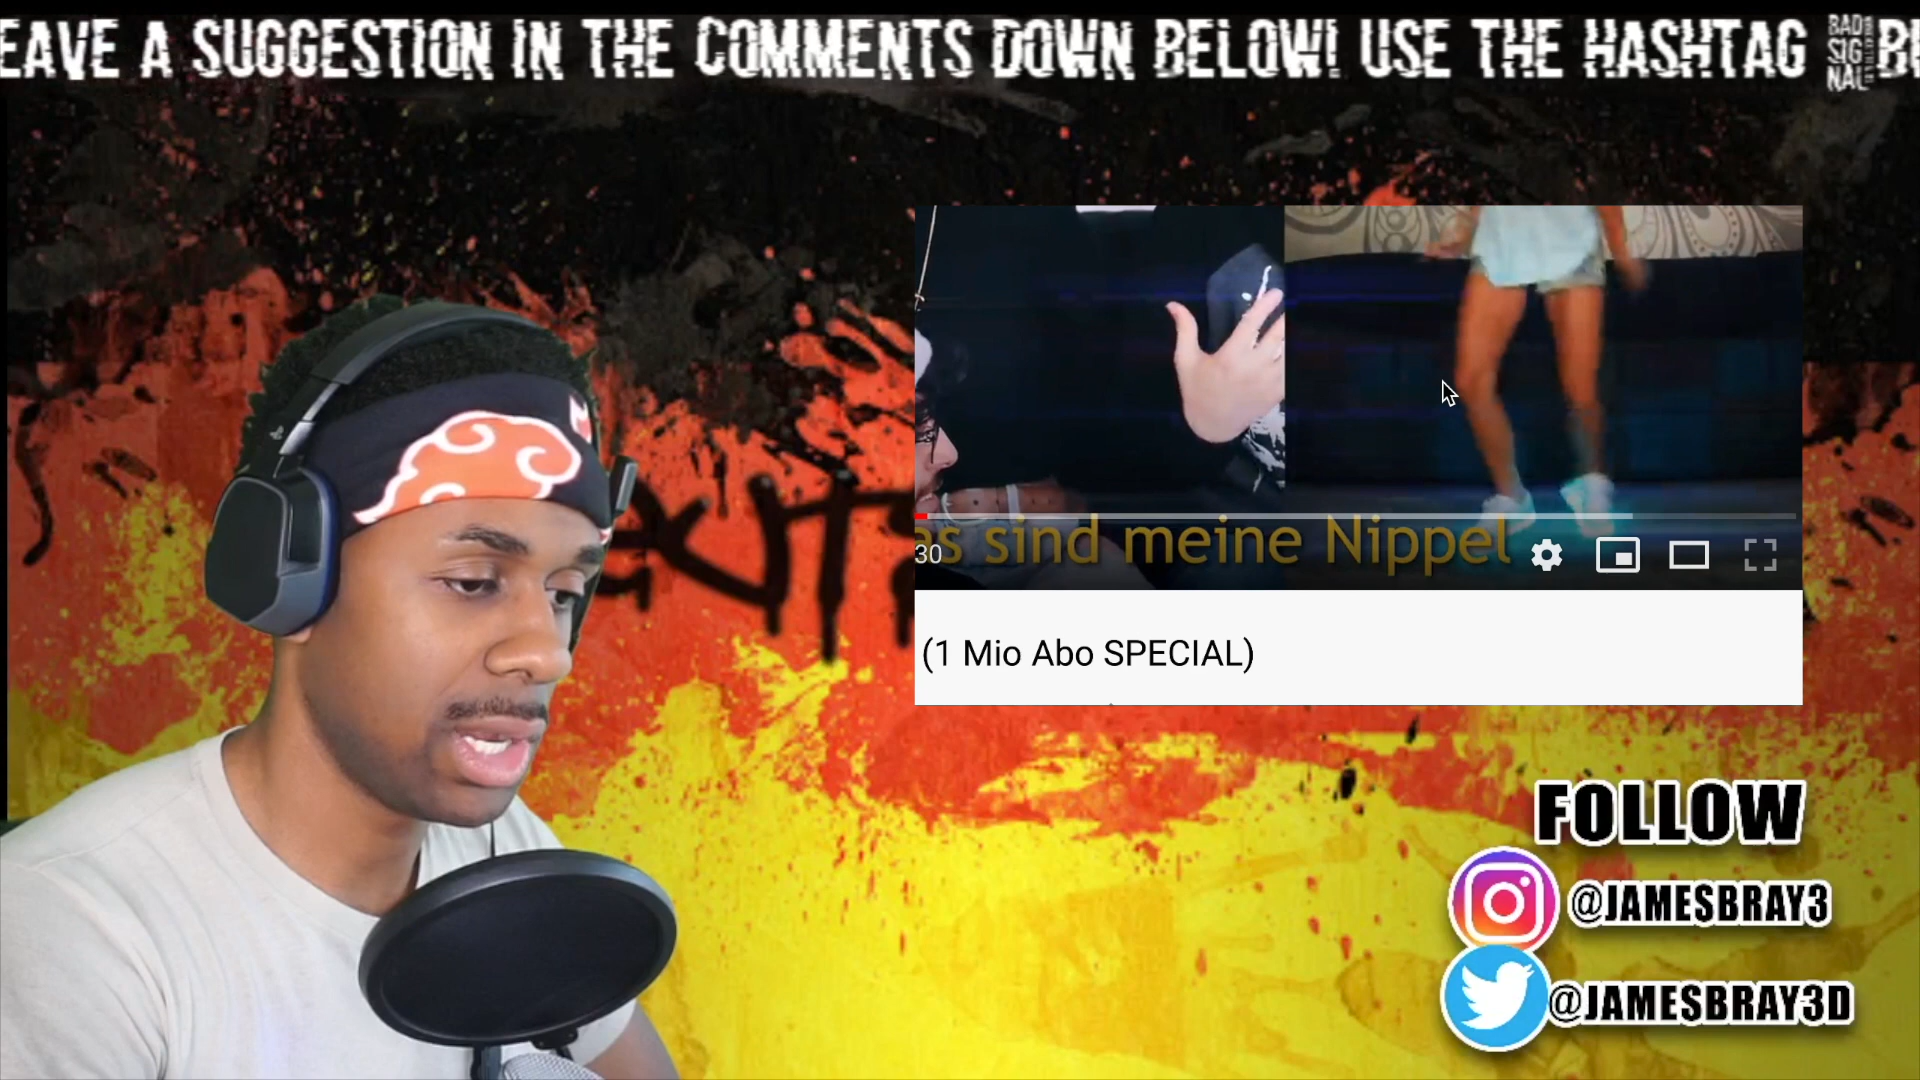 EAVE A SUGGESTION IN THE COMMENTS DOWN BELOW! USE THE HASHTAG
BAD SIG NAL
as sind meine Nippel
30
(1 Mio Abo SPECIAL)
FOLLOW
@JAMESBRAY3
@JAMESBRAY3D